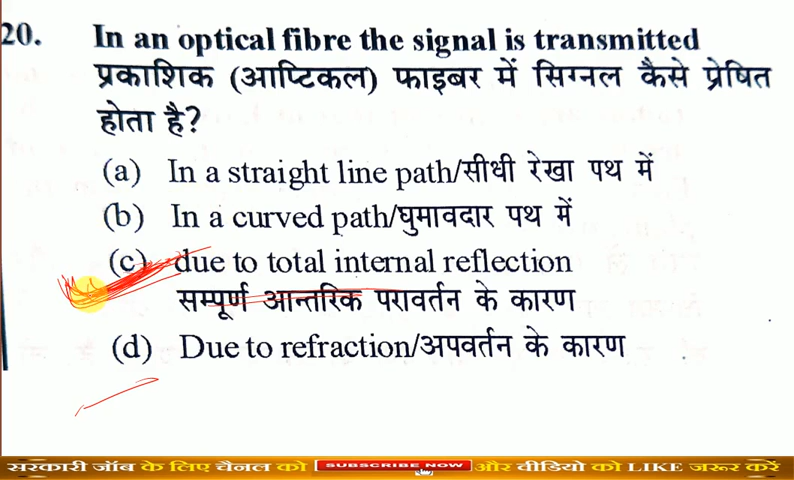 20. In an optical fibre the signal is transmitted
प्रकाशिक (आप्टिकल) फाइबर में सिग्नल कैसे प्रेषित
होता है?
(a) In a straight line path/सीधी रेखा पथ में
(b) In a curved path/घुमावदार पथ में
(c) due to total internal reflection
सम्पूर्ण आन्तरिक परावर्तन के कारण
(d) Due to refraction/अपवर्तन के कारण
सरकारी जॉब के लिए चैनल को SUBSCRIBE NOW और वीडियो को LIKE जरूर करें